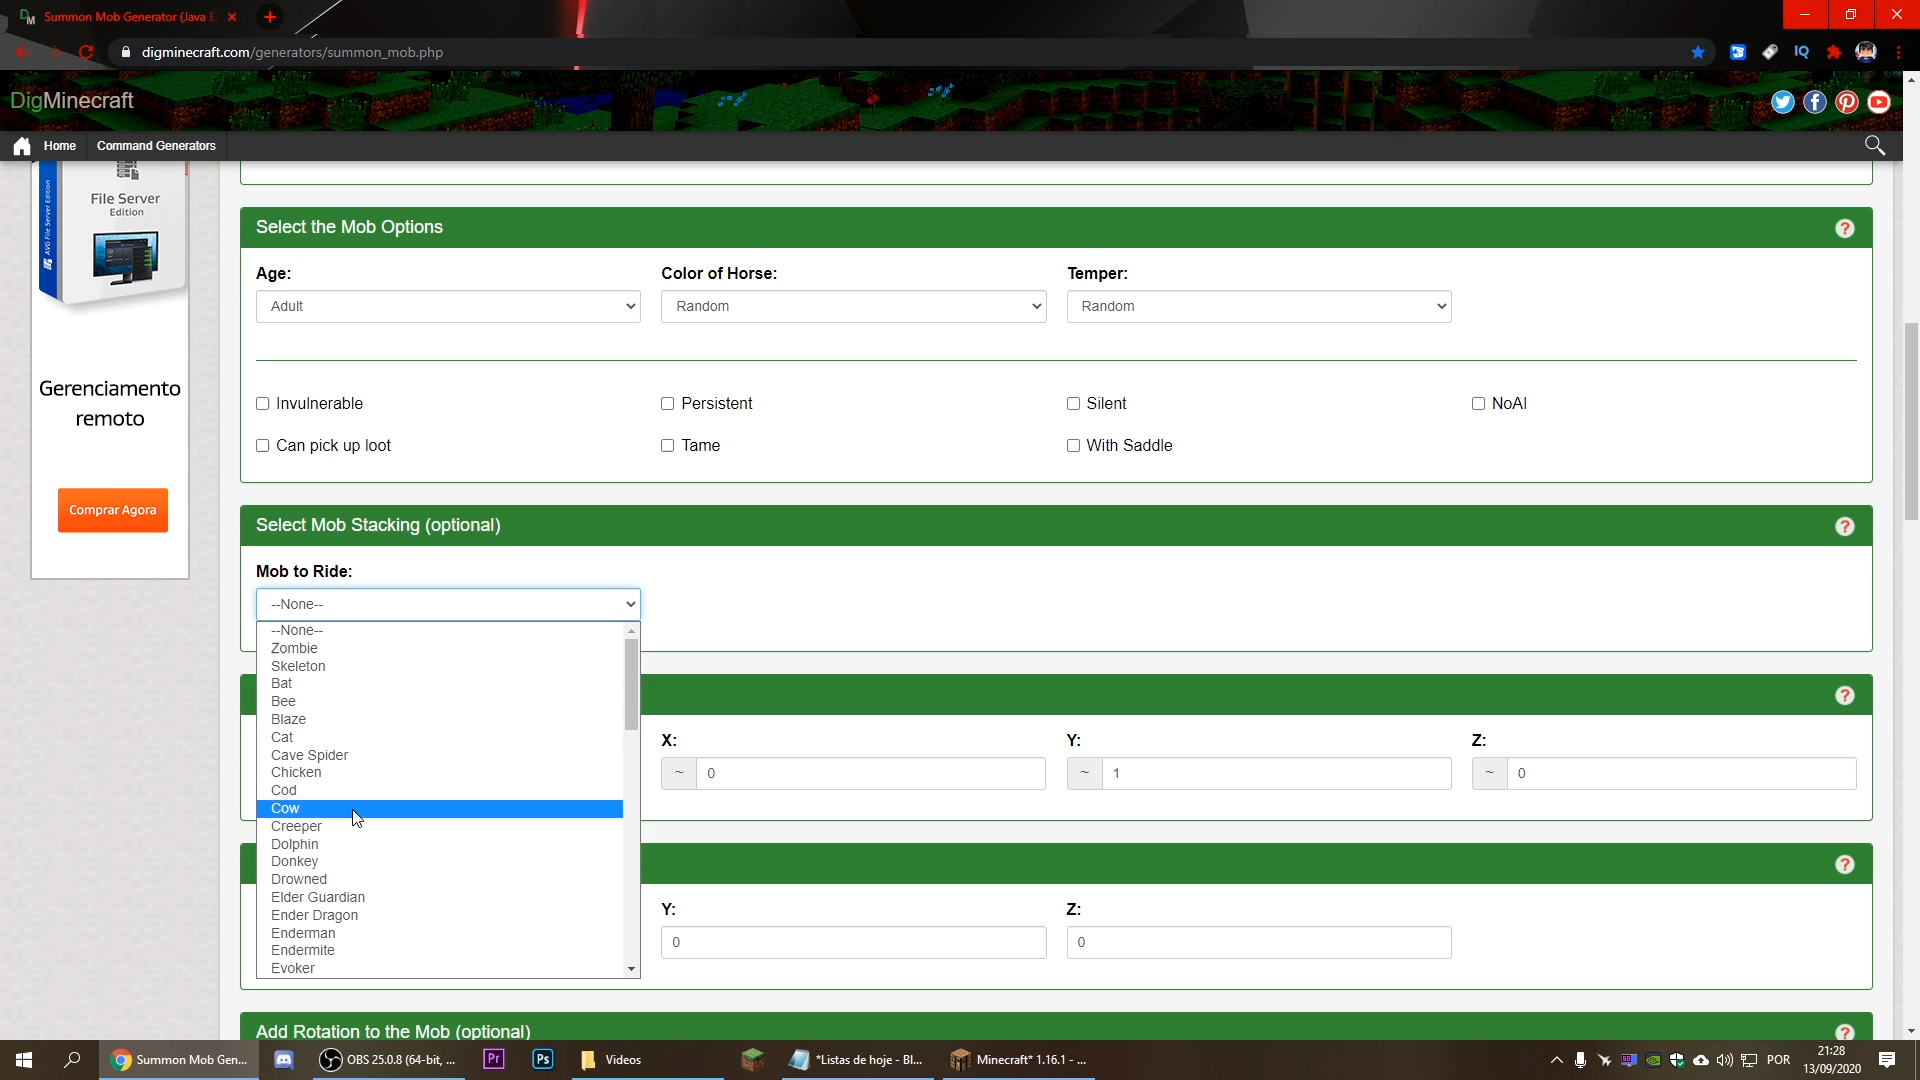 Summon Mob Generator (Java E
digminecraft.com/generators/summon_mob.php
IQ
DigMinecraft
Home
Command Generators
AVG File Server Edition
File Server
Edition
Gerenciamento
remoto
Comprar Agora
Select the Mob Options
?
Age:
Color of Horse:
Temper:
Adult
Random
Random
Invulnerable
Persistent
Silent
NoAI
Can pick up loot
Tame
With Saddle
Select Mob Stacking (optional)
?
Mob to Ride:
--None--
--None--
Zombie
Skeleton
Bat
Bee
Blaze
Cat
Cave Spider
Chicken
Cod
Cow
Creeper
Dolphin
Donkey
Drowned
Elder Guardian
Ender Dragon
Enderman
Endermite
Evoker
?
X:
Y:
Z:
~ 0
~ 1
~ 0
?
Y:
Z:
0
0
Add Rotation to the Mob (optional)
?
Summon Mob Gen...
OBS 25.0.8 (64-bit, ...
Pr
Ps
Videos
*Listas de hoje - Bl...
Minecraft* 1.16.1 - ...
POR
21:28
13/09/2020